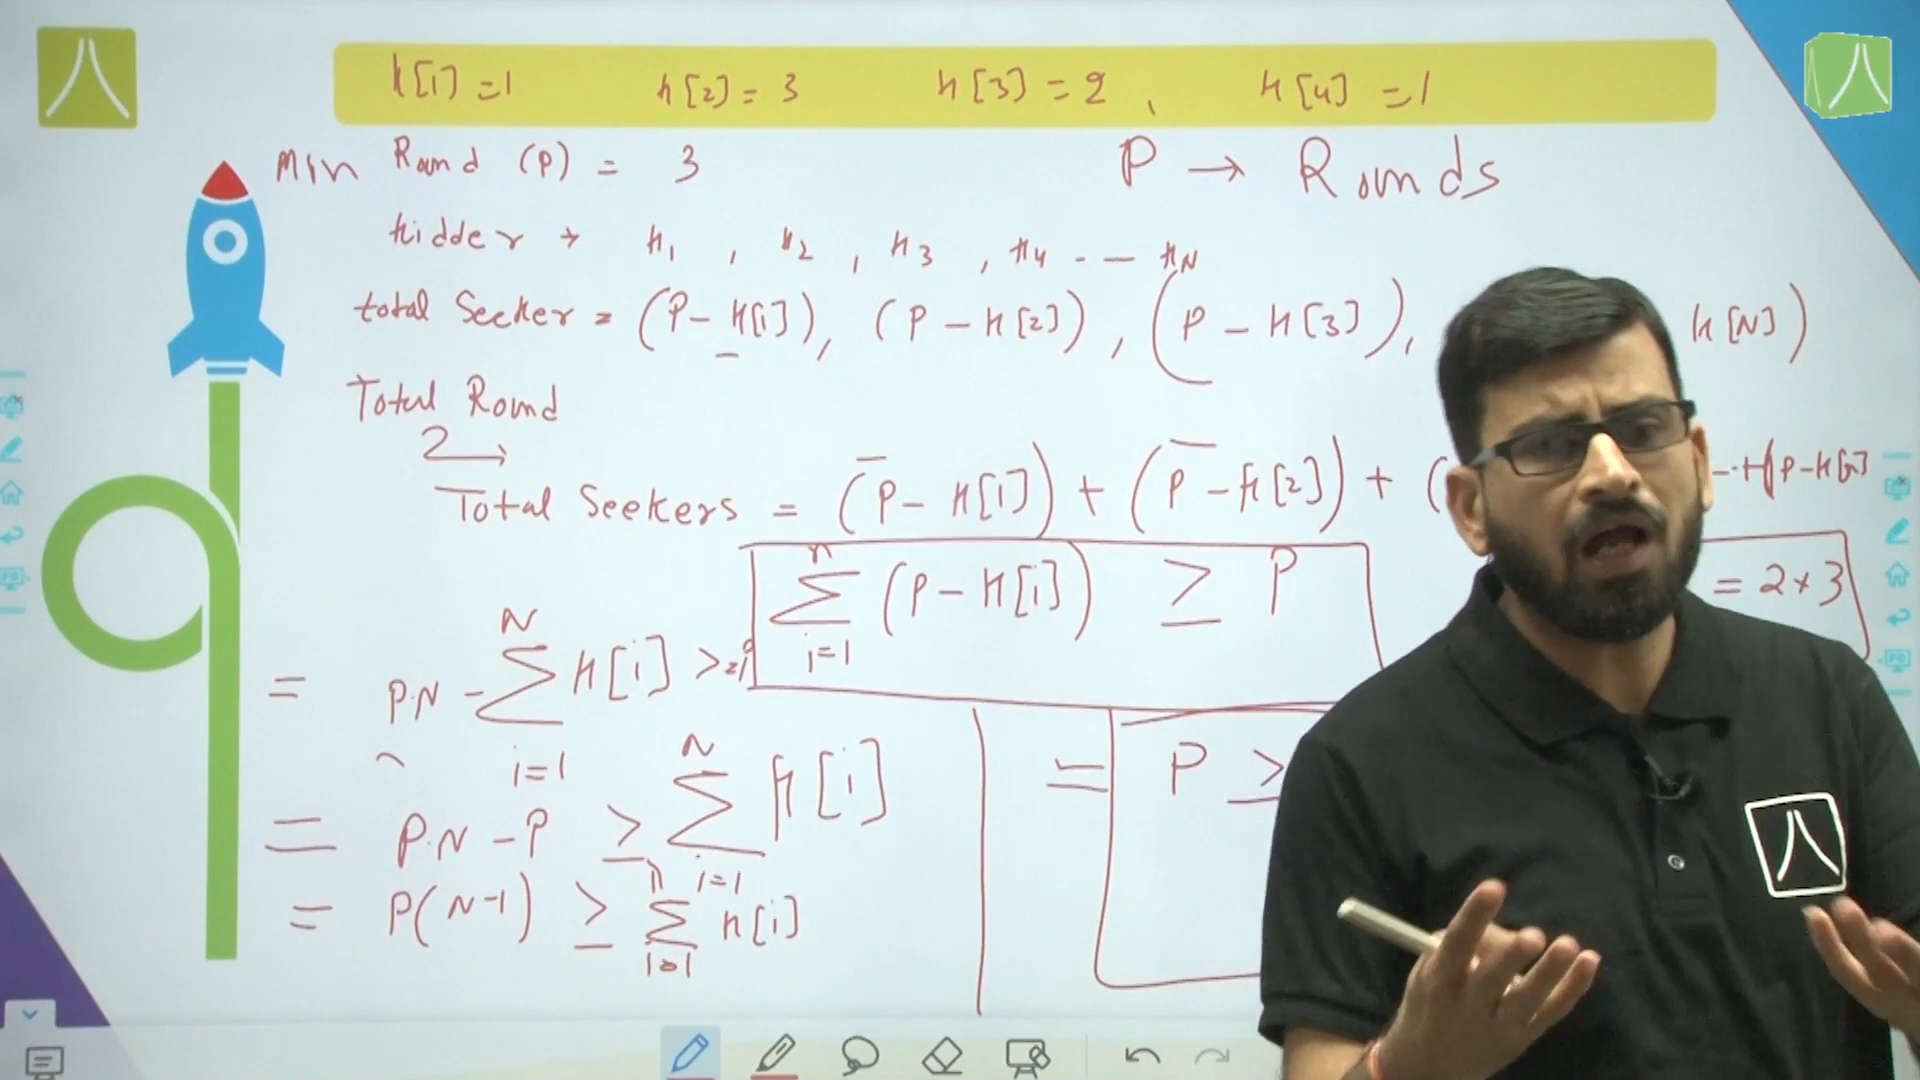 H[1] = 1 H[2] = 3 H[3] = 2 , H[4] = 1
Min Round (P) = 3
P → Rounds
Hidder → H1 , H2 , H3 , H4 - — HN
total Seeker = (P - H[1]), (P - H[2]), (P - H[3]), H[N])
Total Round
2→
Total Seekers = (P - H[1]) + (P - H[2]) + ( - - + (P - H[n])
n
∑ (P - H[i]) ≥ P
i=1
= 2×3
N
= P.N - ∑ H[i] >=
i=1
N
= P.N - P ≥ ∑ H[i]
i=1
n
= P(N-1) ≥ ∑ H[i]
i=1
= P ≥